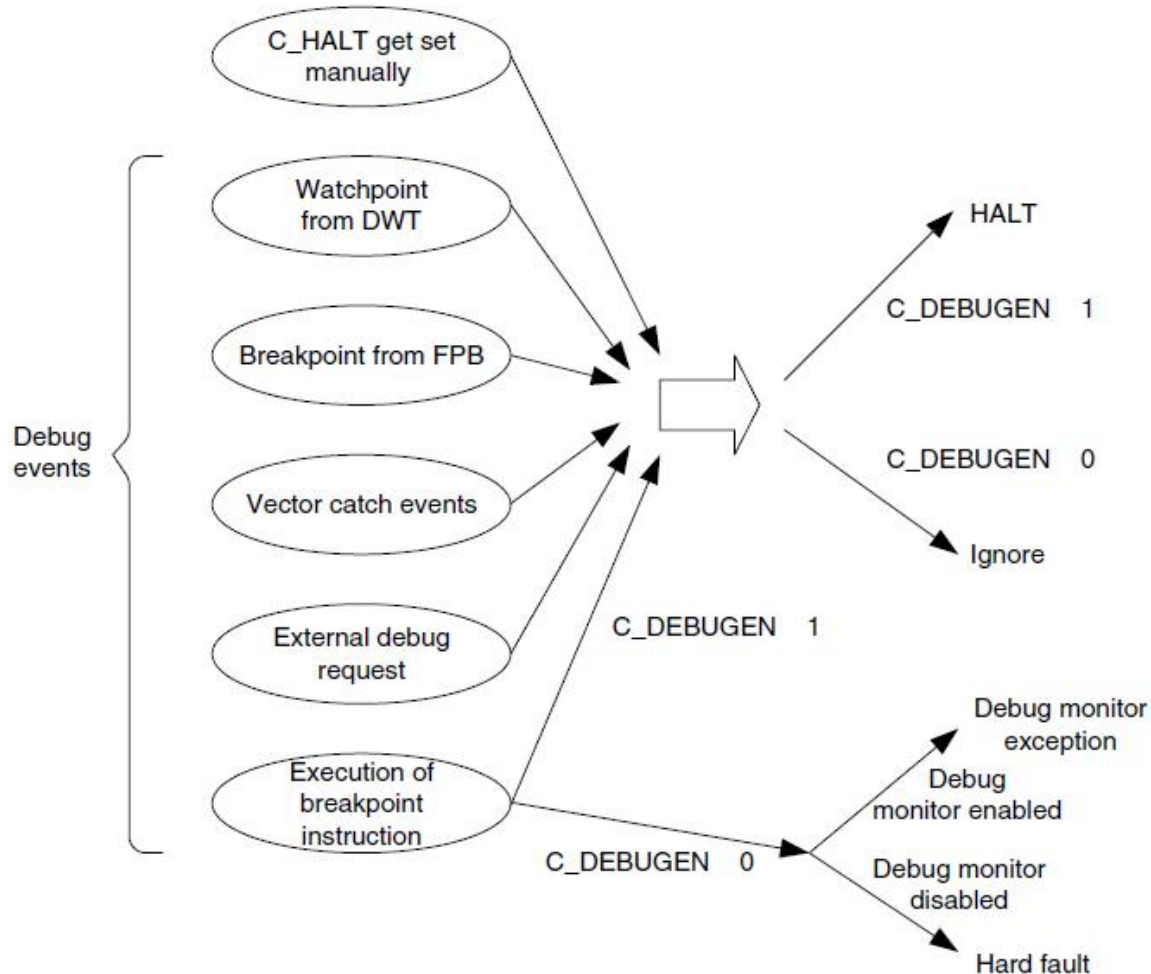 C_HALT get set
manually
Watchpoint
from DWT
HALT
C_DEBUGEN 1
Breakpoint from FPB
Debug
events
C_DEBUGEN 0
Vector catch events
Ignore
C_DEBUGEN 1
External debug
request
Debug monitor
exception
Execution of
breakpoint
instruction
Debug
monitor enabled
C_DEBUGEN 0
Debug monitor
disabled
Hard fault